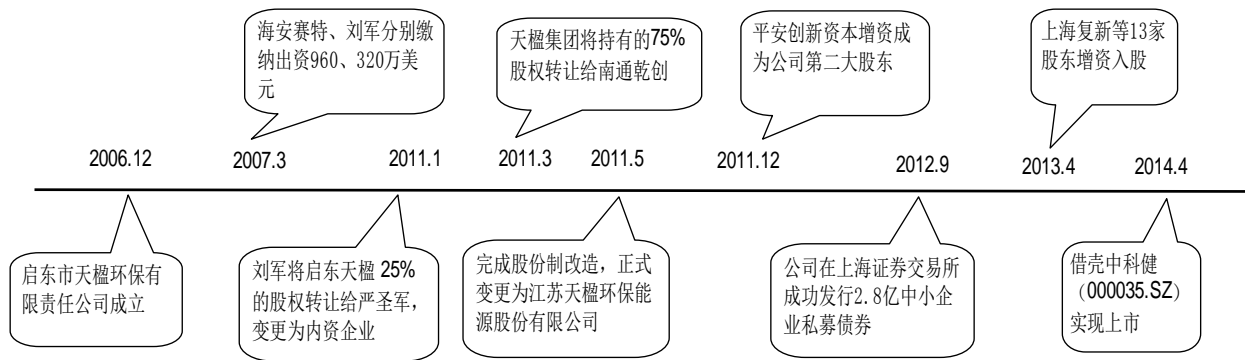 海安赛特、刘军分别缴
纳出资960、320万美
元
天楹集团将持有的75%
股权转让给南通乾创
平安创新资本增资成
为公司第二大股东
上海复新等13家
股东增资入股
2006.12
2007.3
2011.1
2011.3
2011.5
2011.12
2012.9
2013.4
2014.4
启东市天楹环保有
限责任公司成立
刘军将启东天楹 25%
的股权转让给严圣军，
变更为内资企业
完成股份制改造，正式
变更为江苏天楹环保能
源股份有限公司
公司在上海证券交易所
成功发行2.8亿中小企
业私募债券
借壳中科健
（000035.SZ）
实现上市